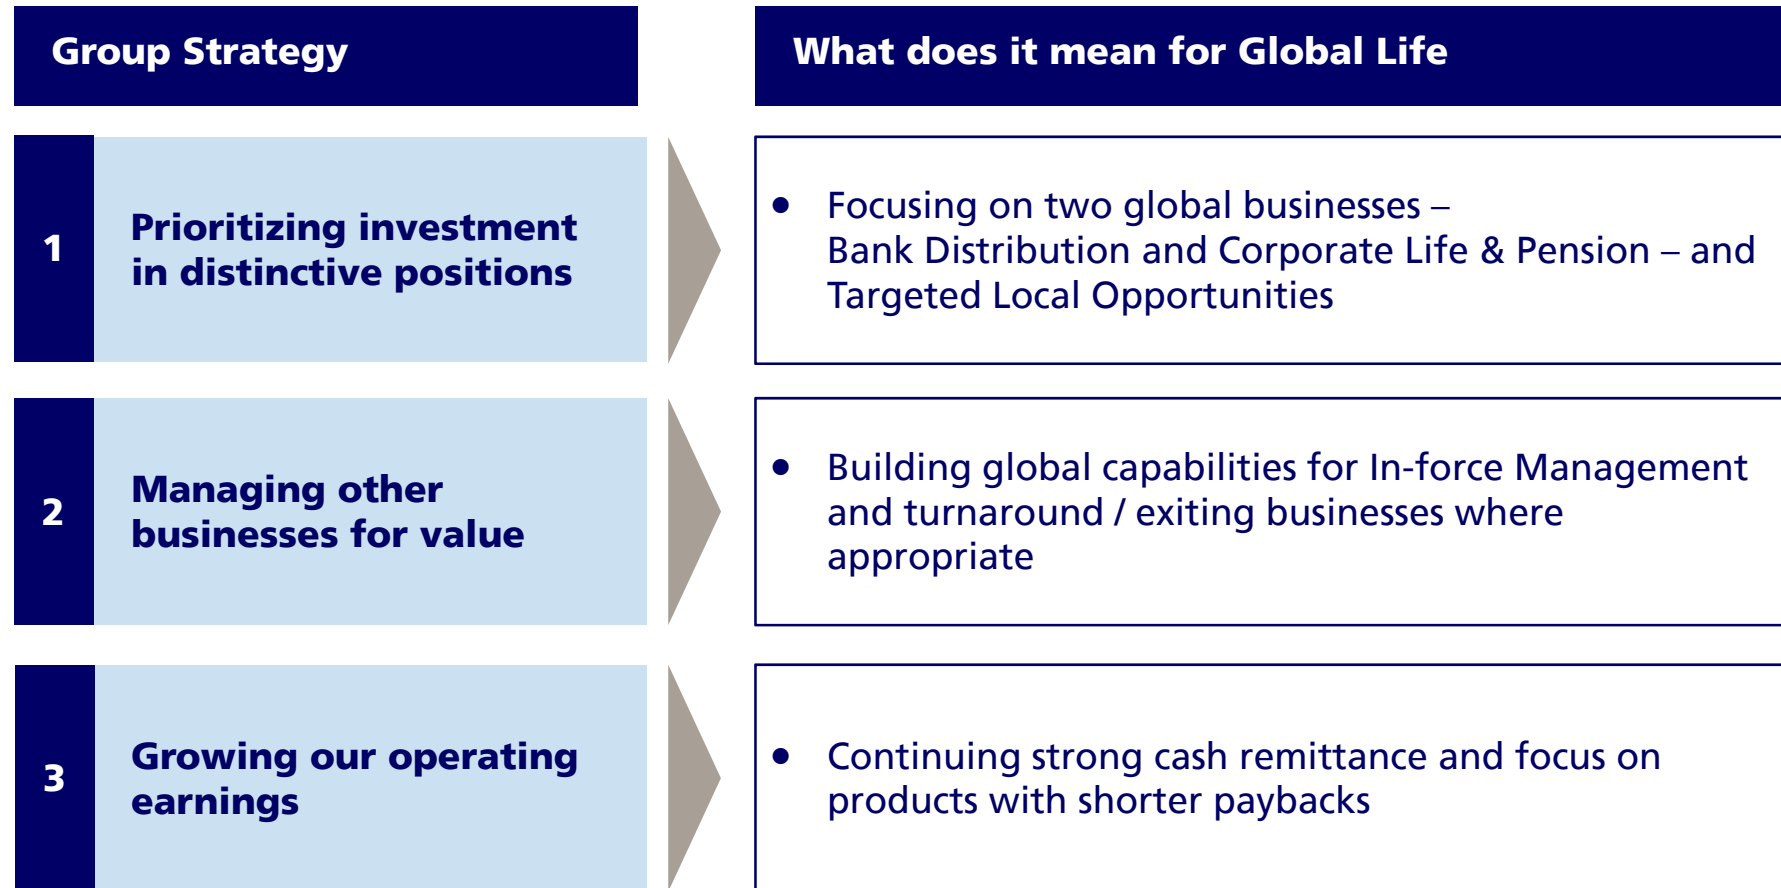 Group Strategy
What does it mean for Global Life
1
Prioritizing investment
in distinctive positions
• Focusing on two global businesses –
Bank Distribution and Corporate Life & Pension – and
Targeted Local Opportunities
2
Managing other
businesses for value
• Building global capabilities for In-force Management
and turnaround / exiting businesses where
appropriate
3
Growing our operating
earnings
• Continuing strong cash remittance and focus on
products with shorter paybacks